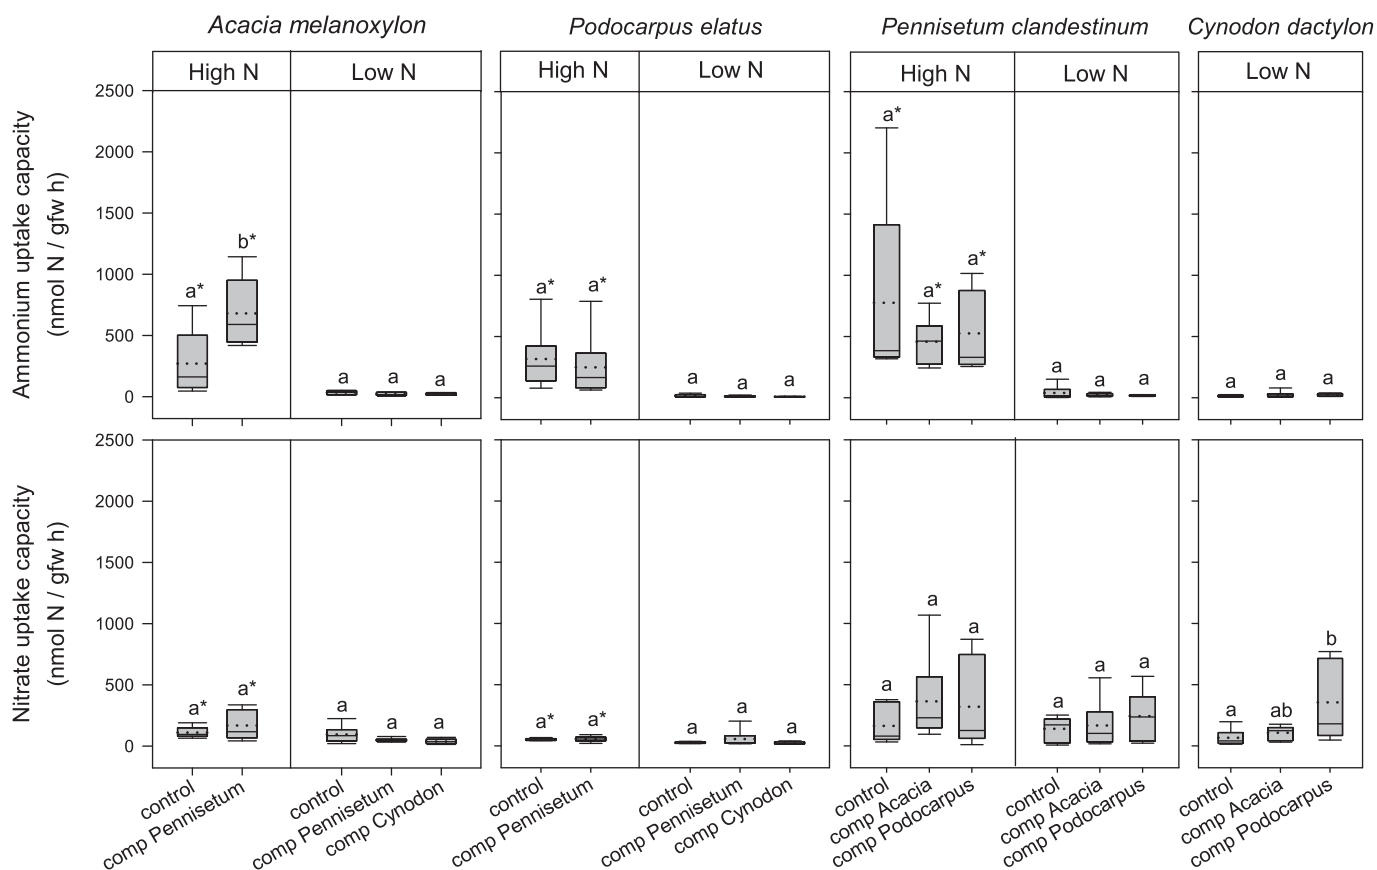 Acacia melanoxylon Podocarpus elatus Pennisetum clandestinum Cynodon dactylon
High N Low N High N Low N High N Low N Low N
Ammonium uptake capacity
(nmol N / gfw h)
2500
2000
1500
1000
500
0
a* b* a a a
a* a* a a a
a* a* a* a a a
a a a
Nitrate uptake capacity
(nmol N / gfw h)
2500
2000
1500
1000
500
0
a* a* a a a
a* a* a a a
a a a a a a
a ab b
control
comp Pennisetum
control
comp Pennisetum
comp Cynodon
control
comp Pennisetum
control
comp Pennisetum
comp Cynodon
control
comp Acacia
comp Podocarpus
control
comp Acacia
comp Podocarpus
control
comp Acacia
comp Podocarpus